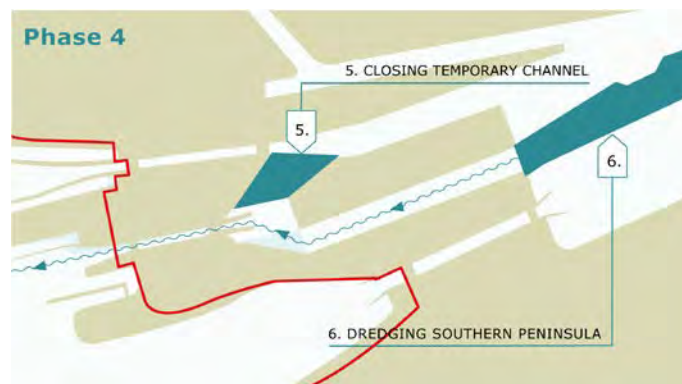 Phase 4
5. CLOSING TEMPORARY CHANNEL
5.
6.
6. DREDGING SOUTHERN PENINSULA